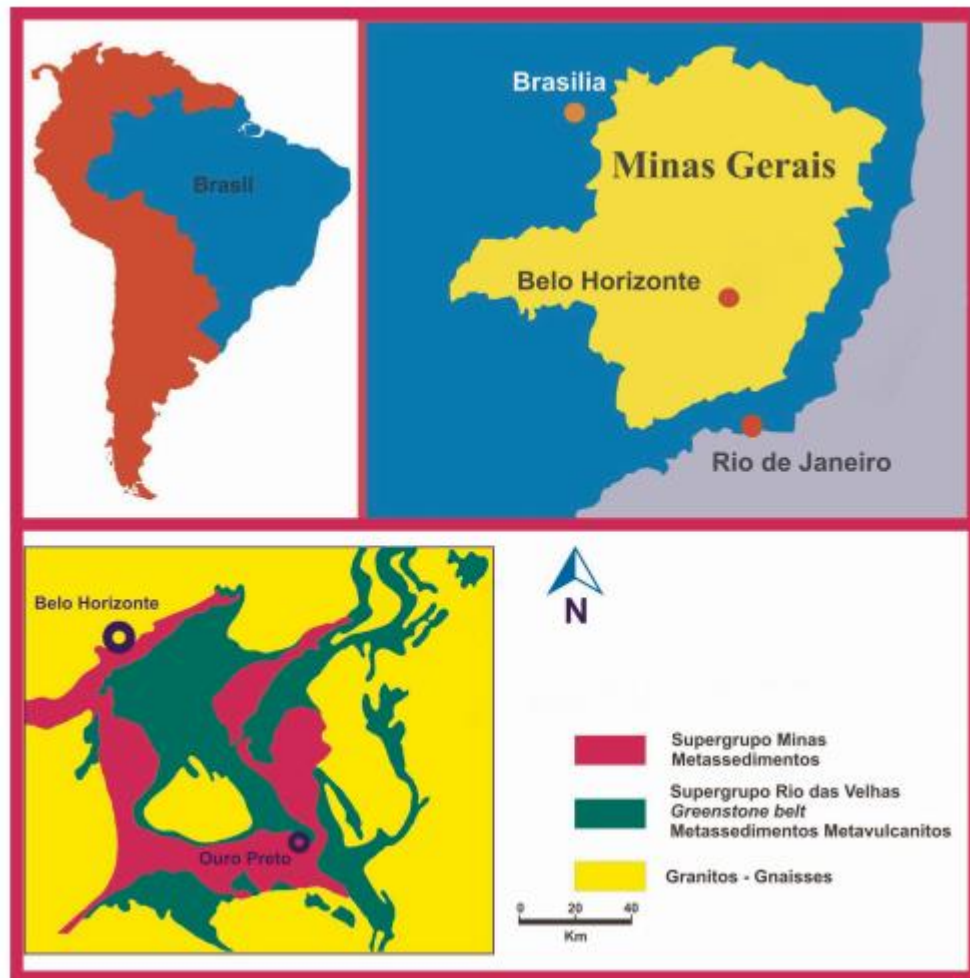 Brasil
Brasilia
Minas Gerais
Belo Horizonte
Rio de Janeiro
Belo Horizonte
Ouro Preto
N
Supergrupo Minas
Metassedimentos
Supergrupo Rio das Velhas
Greenstone belt
Metassedimentos Metavulcanitos
Granitos - Gnaisses
0 20 40
Km